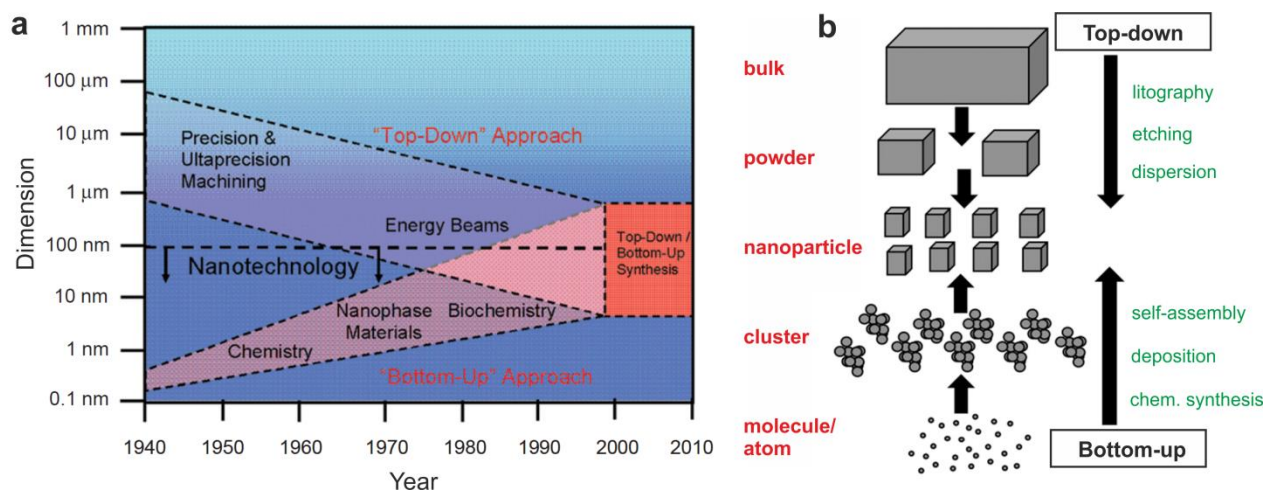 a
1 mm
100 μm
10 μm
1 μm
100 nm
10 nm
1 nm
0.1 nm
Dimension
"Top-Down" Approach
Precision &
Ultaprecision
Machining
Energy Beams
Nanotechnology
Top-Down /
Bottom-Up
Synthesis
Nanophase
Materials
Biochemistry
Chemistry
"Bottom-Up" Approach
1940
1950
1960
1970
1980
1990
2000
2010
Year
b
bulk
powder
nanoparticle
cluster
molecule/
atom
Top-down
litography
etching
dispersion
self-assembly
deposition
chem. synthesis
Bottom-up